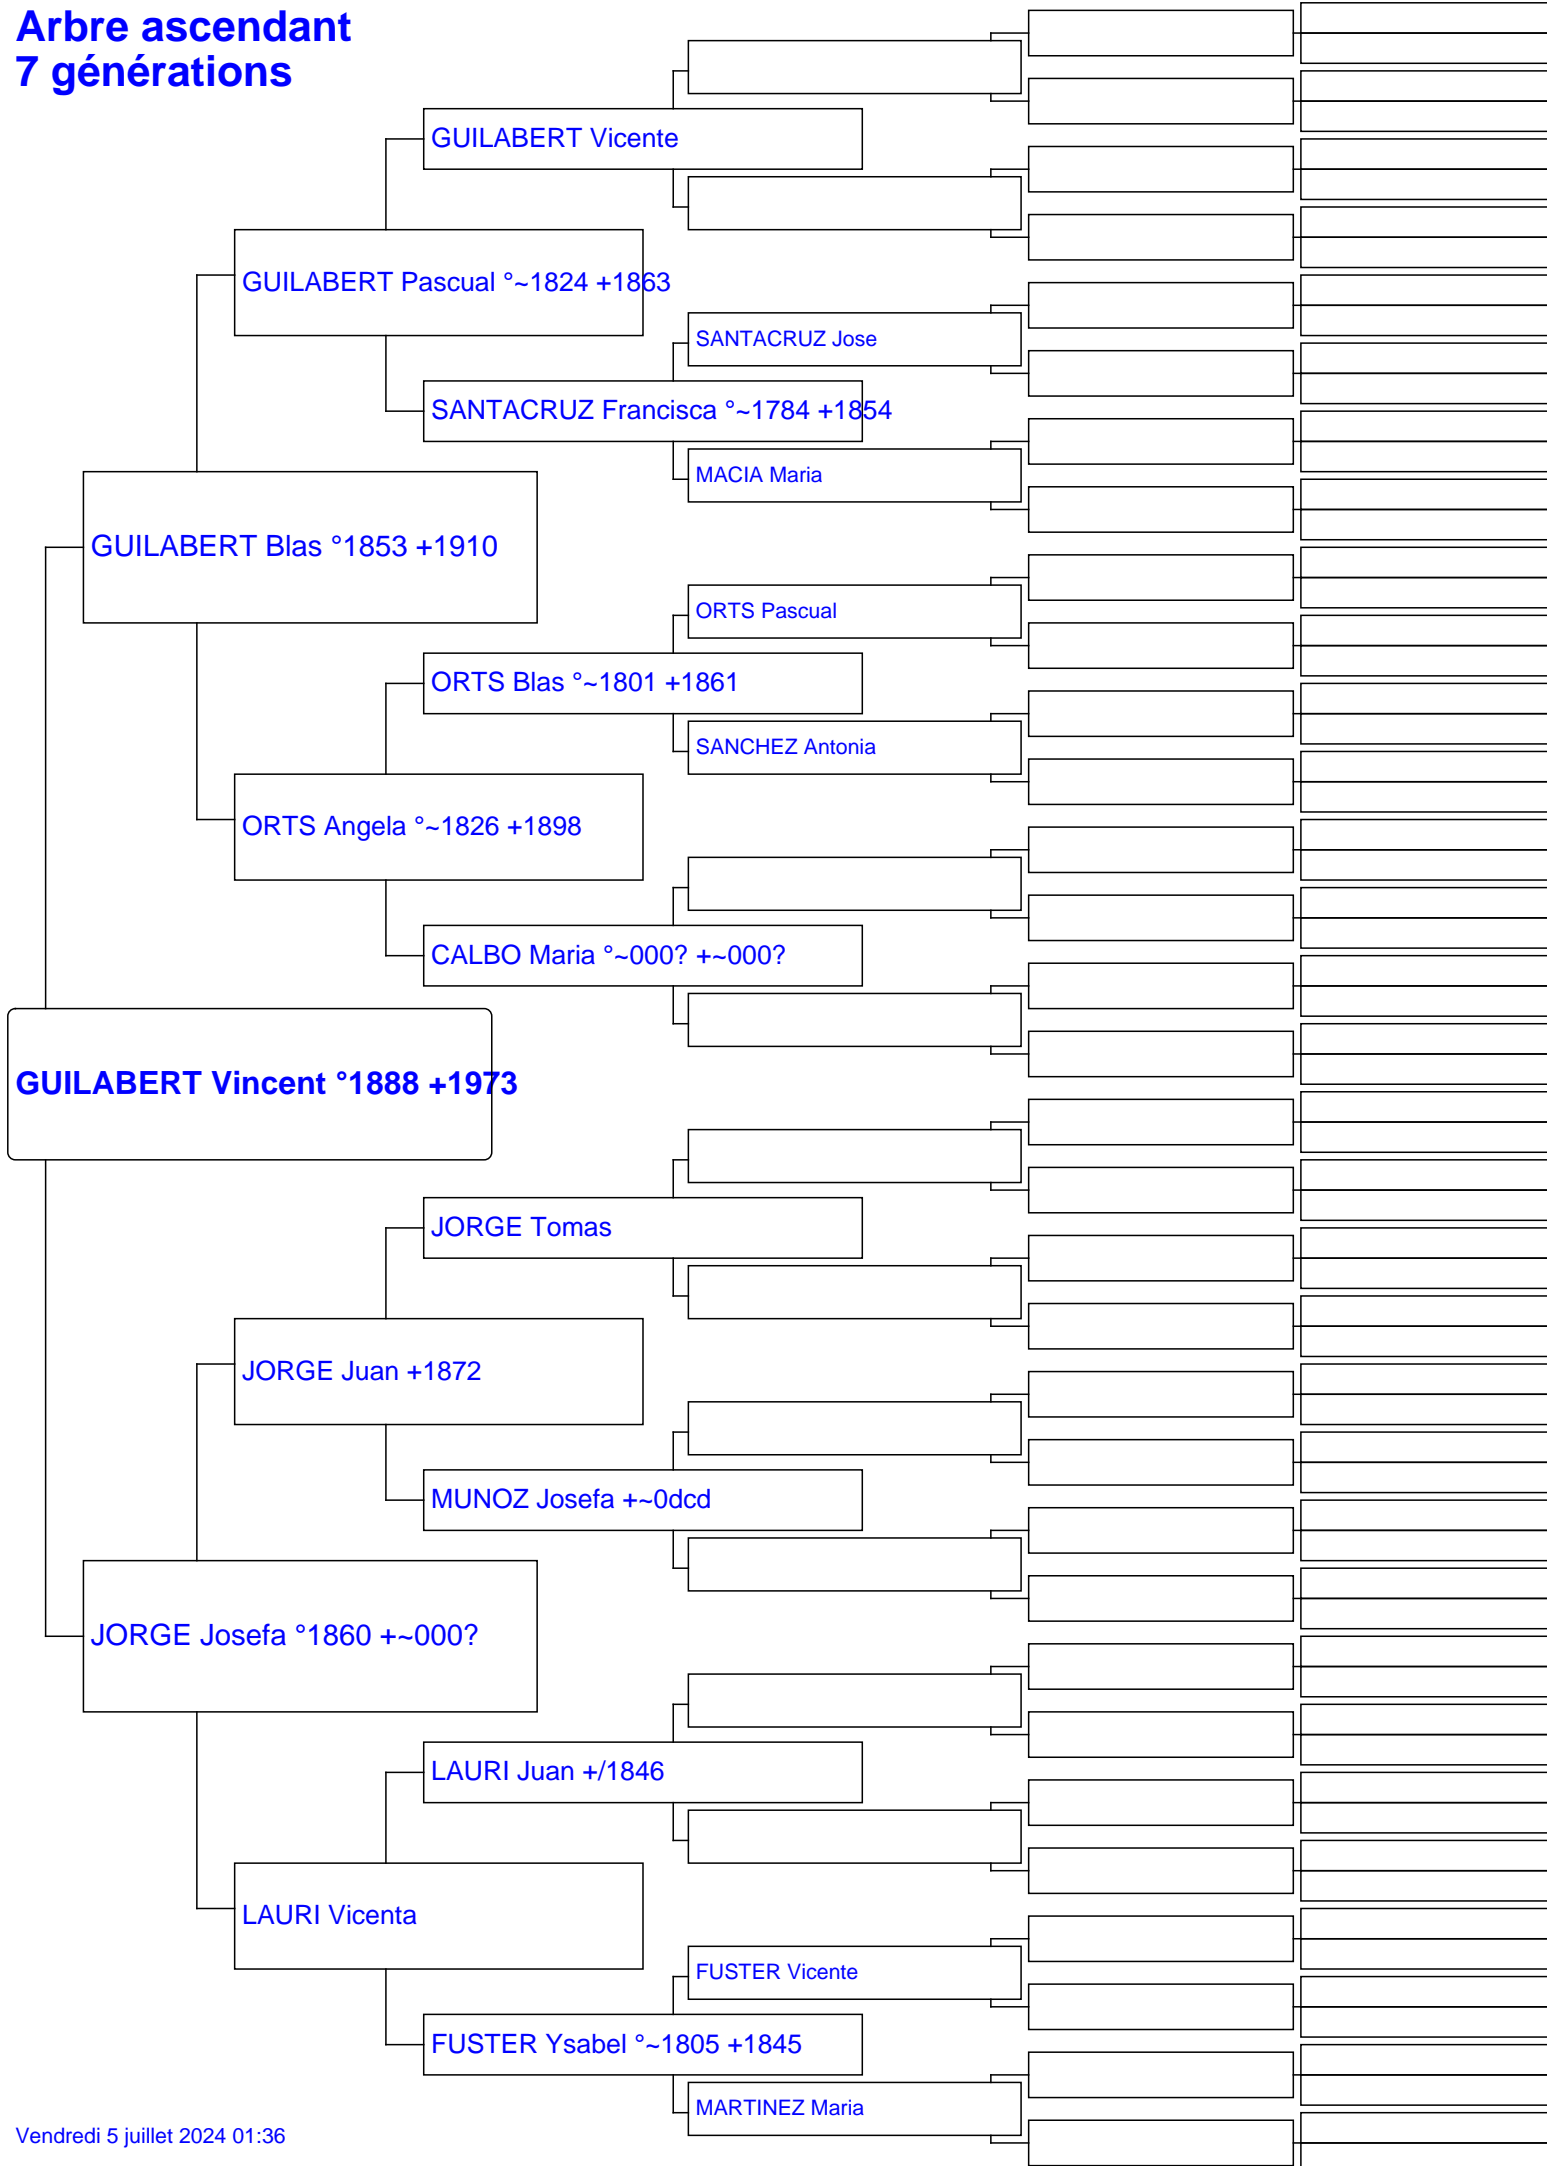 Arbre ascendant
7 générations
GUILABERT Vicente
GUILABERT Pascual °~1824 +1863
SANTACRUZ Jose
SANTACRUZ Francisca °~1784 +1854
MACIA Maria
GUILABERT Blas °1853 +1910
ORTS Pascual
ORTS Blas °~1801 +1861
SANCHEZ Antonia
ORTS Angela °~1826 +1898
CALBO Maria °~000? +~000?
GUILABERT Vincent °1888 +1973
JORGE Tomas
JORGE Juan +1872
MUNOZ Josefa +~0dcd
JORGE Josefa °1860 +~000?
LAURI Juan +/1846
LAURI Vicenta
FUSTER Vicente
FUSTER Ysabel °~1805 +1845
MARTINEZ Maria
Vendredi 5 juillet 2024 01:36